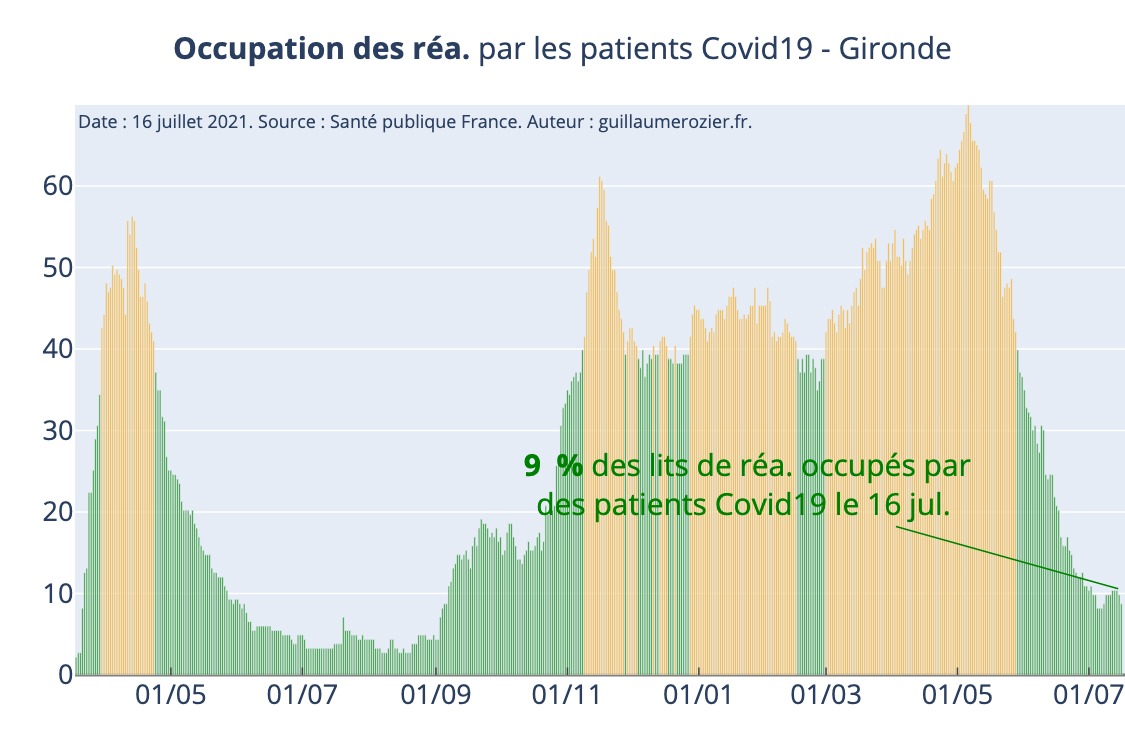 Occupation des réa. par les patients Covid19 - Gironde
Date : 16 juillet 2021. Source : Santé publique France. Auteur : guillaumerozier.fr.
60
50
40
30
20
10
0
9 % des lits de réa. occupés par
des patients Covid19 le 16 jul.
01/05 01/07 01/09 01/11 01/01 01/03 01/05 01/07